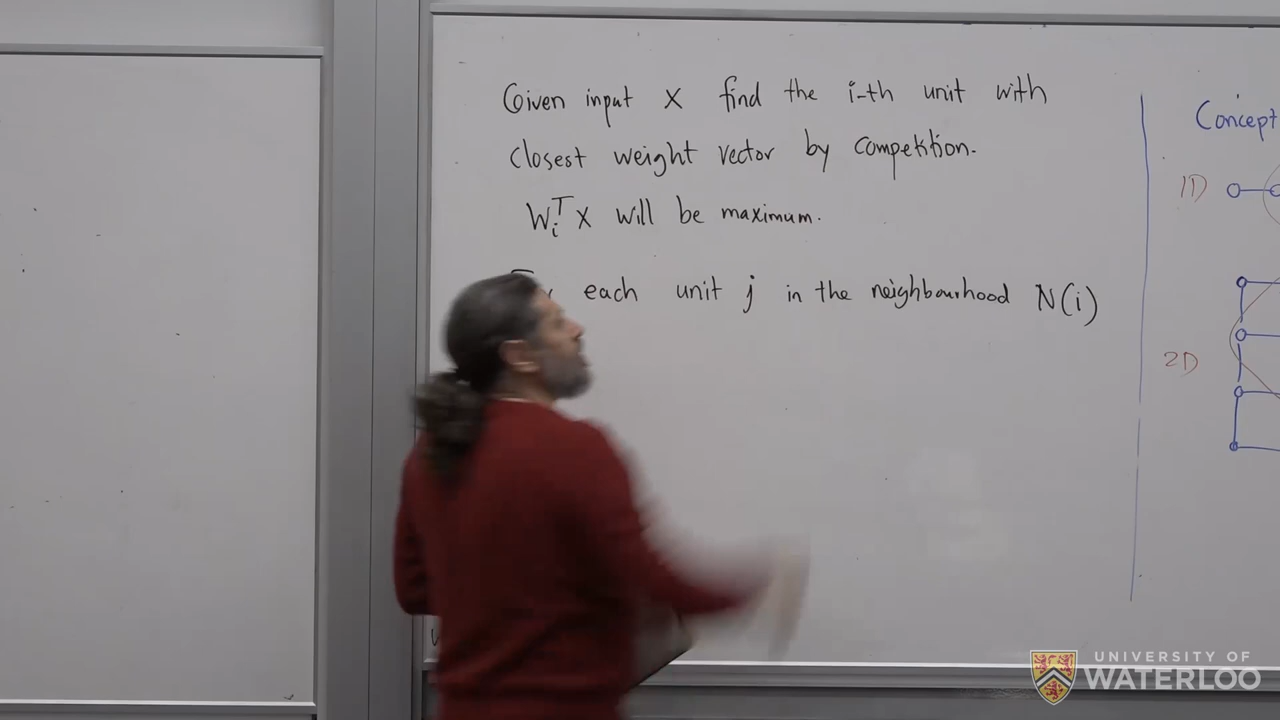 Given input x find the i-th unit with
closest weight vector by competition.
W_i^T x will be maximum.
each unit j in the neighbourhood N(i)
Concept
1D
2D
UNIVERSITY OF
WATERLOO